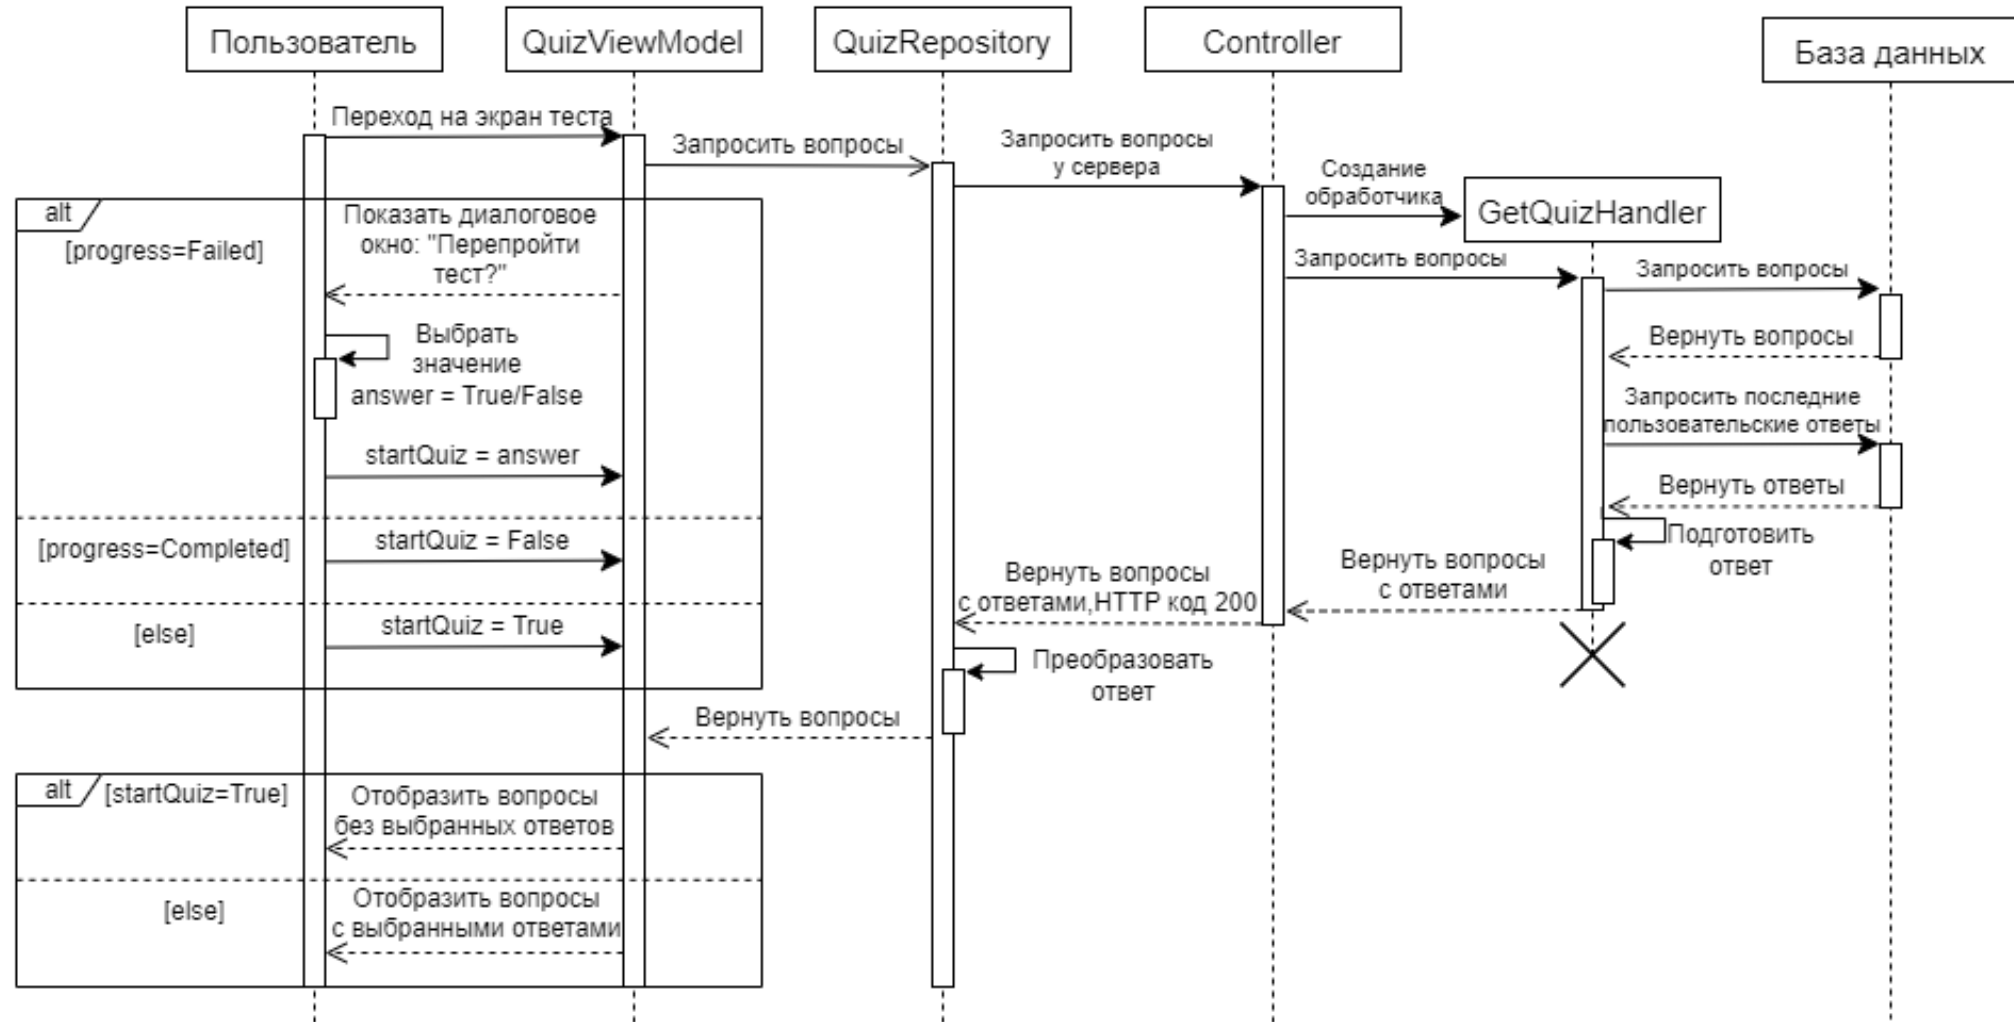 Пользователь
QuizViewModel
QuizRepository
Controller
База данных
Переход на экран теста
Запросить вопросы
Запросить вопросы
у сервера
Создание
обработчика
GetQuizHandler
Запросить вопросы
Запросить вопросы
Вернуть вопросы
Запросить последние
пользовательские ответы
Вернуть ответы
Подготовить
ответ
Вернуть вопросы
с ответами
Вернуть вопросы
с ответами,HTTP код 200
Преобразовать
ответ
Вернуть вопросы
alt
[progress=Failed]
Показать диалоговое
окно: "Перепройти
тест?"
Выбрать
значение
answer = True/False
startQuiz = answer
[progress=Completed]
startQuiz = False
[else]
startQuiz = True
alt
[startQuiz=True]
Отобразить вопросы
без выбранных ответов
[else]
Отобразить вопросы
с выбранными ответами